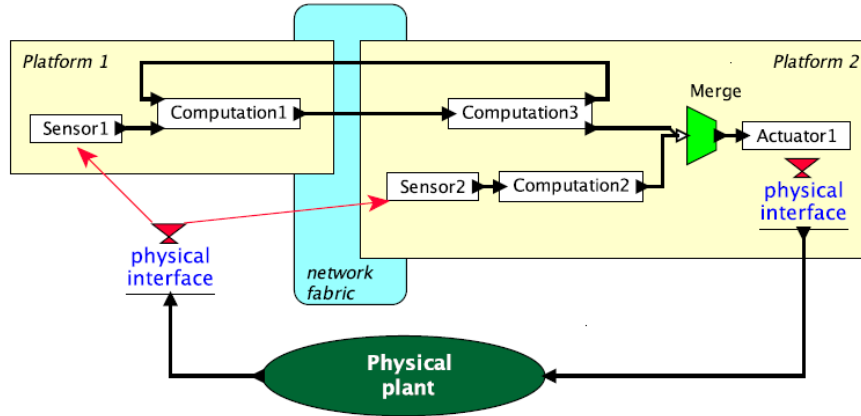 Platform 1
Platform 2
Merge
Computation1
Computation3
Sensor1
Actuator1
Sensor2
Computation2
physical
interface
physical
interface
network
fabric
Physical
plant